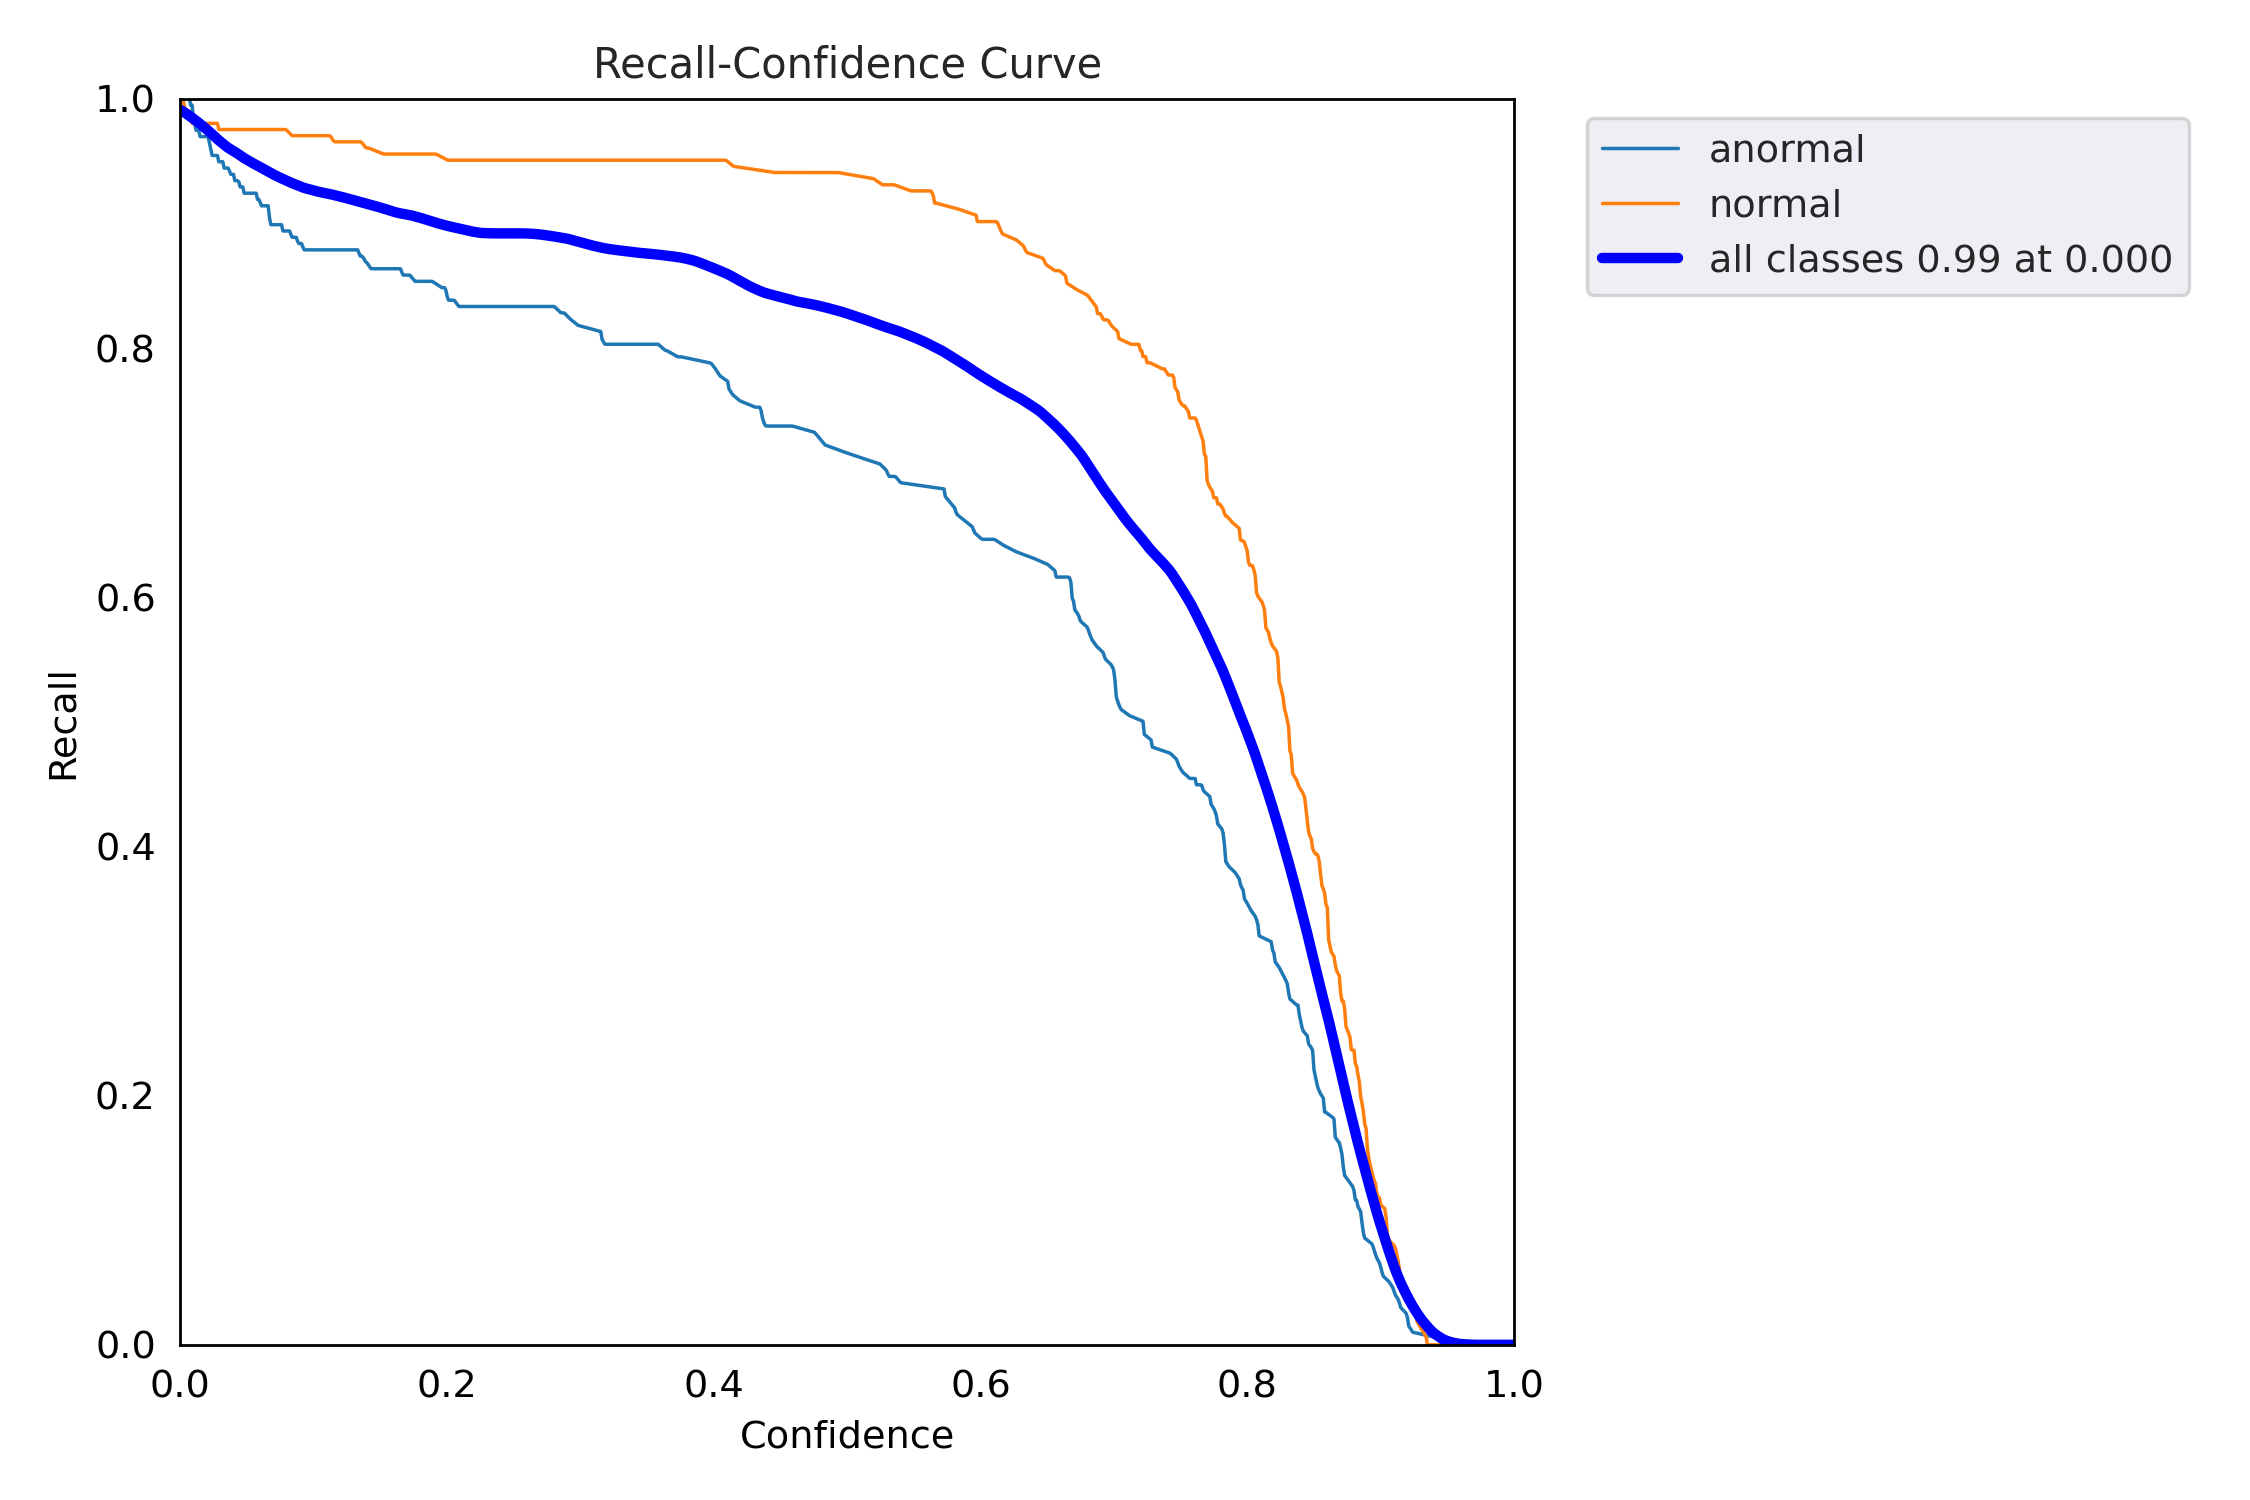 Recall-Confidence Curve
1.0
0.8
0.6
0.4
0.2
0.0
Recall
0.0 0.2 0.4 0.6 0.8 1.0
Confidence
anormal
normal
all classes 0.99 at 0.000